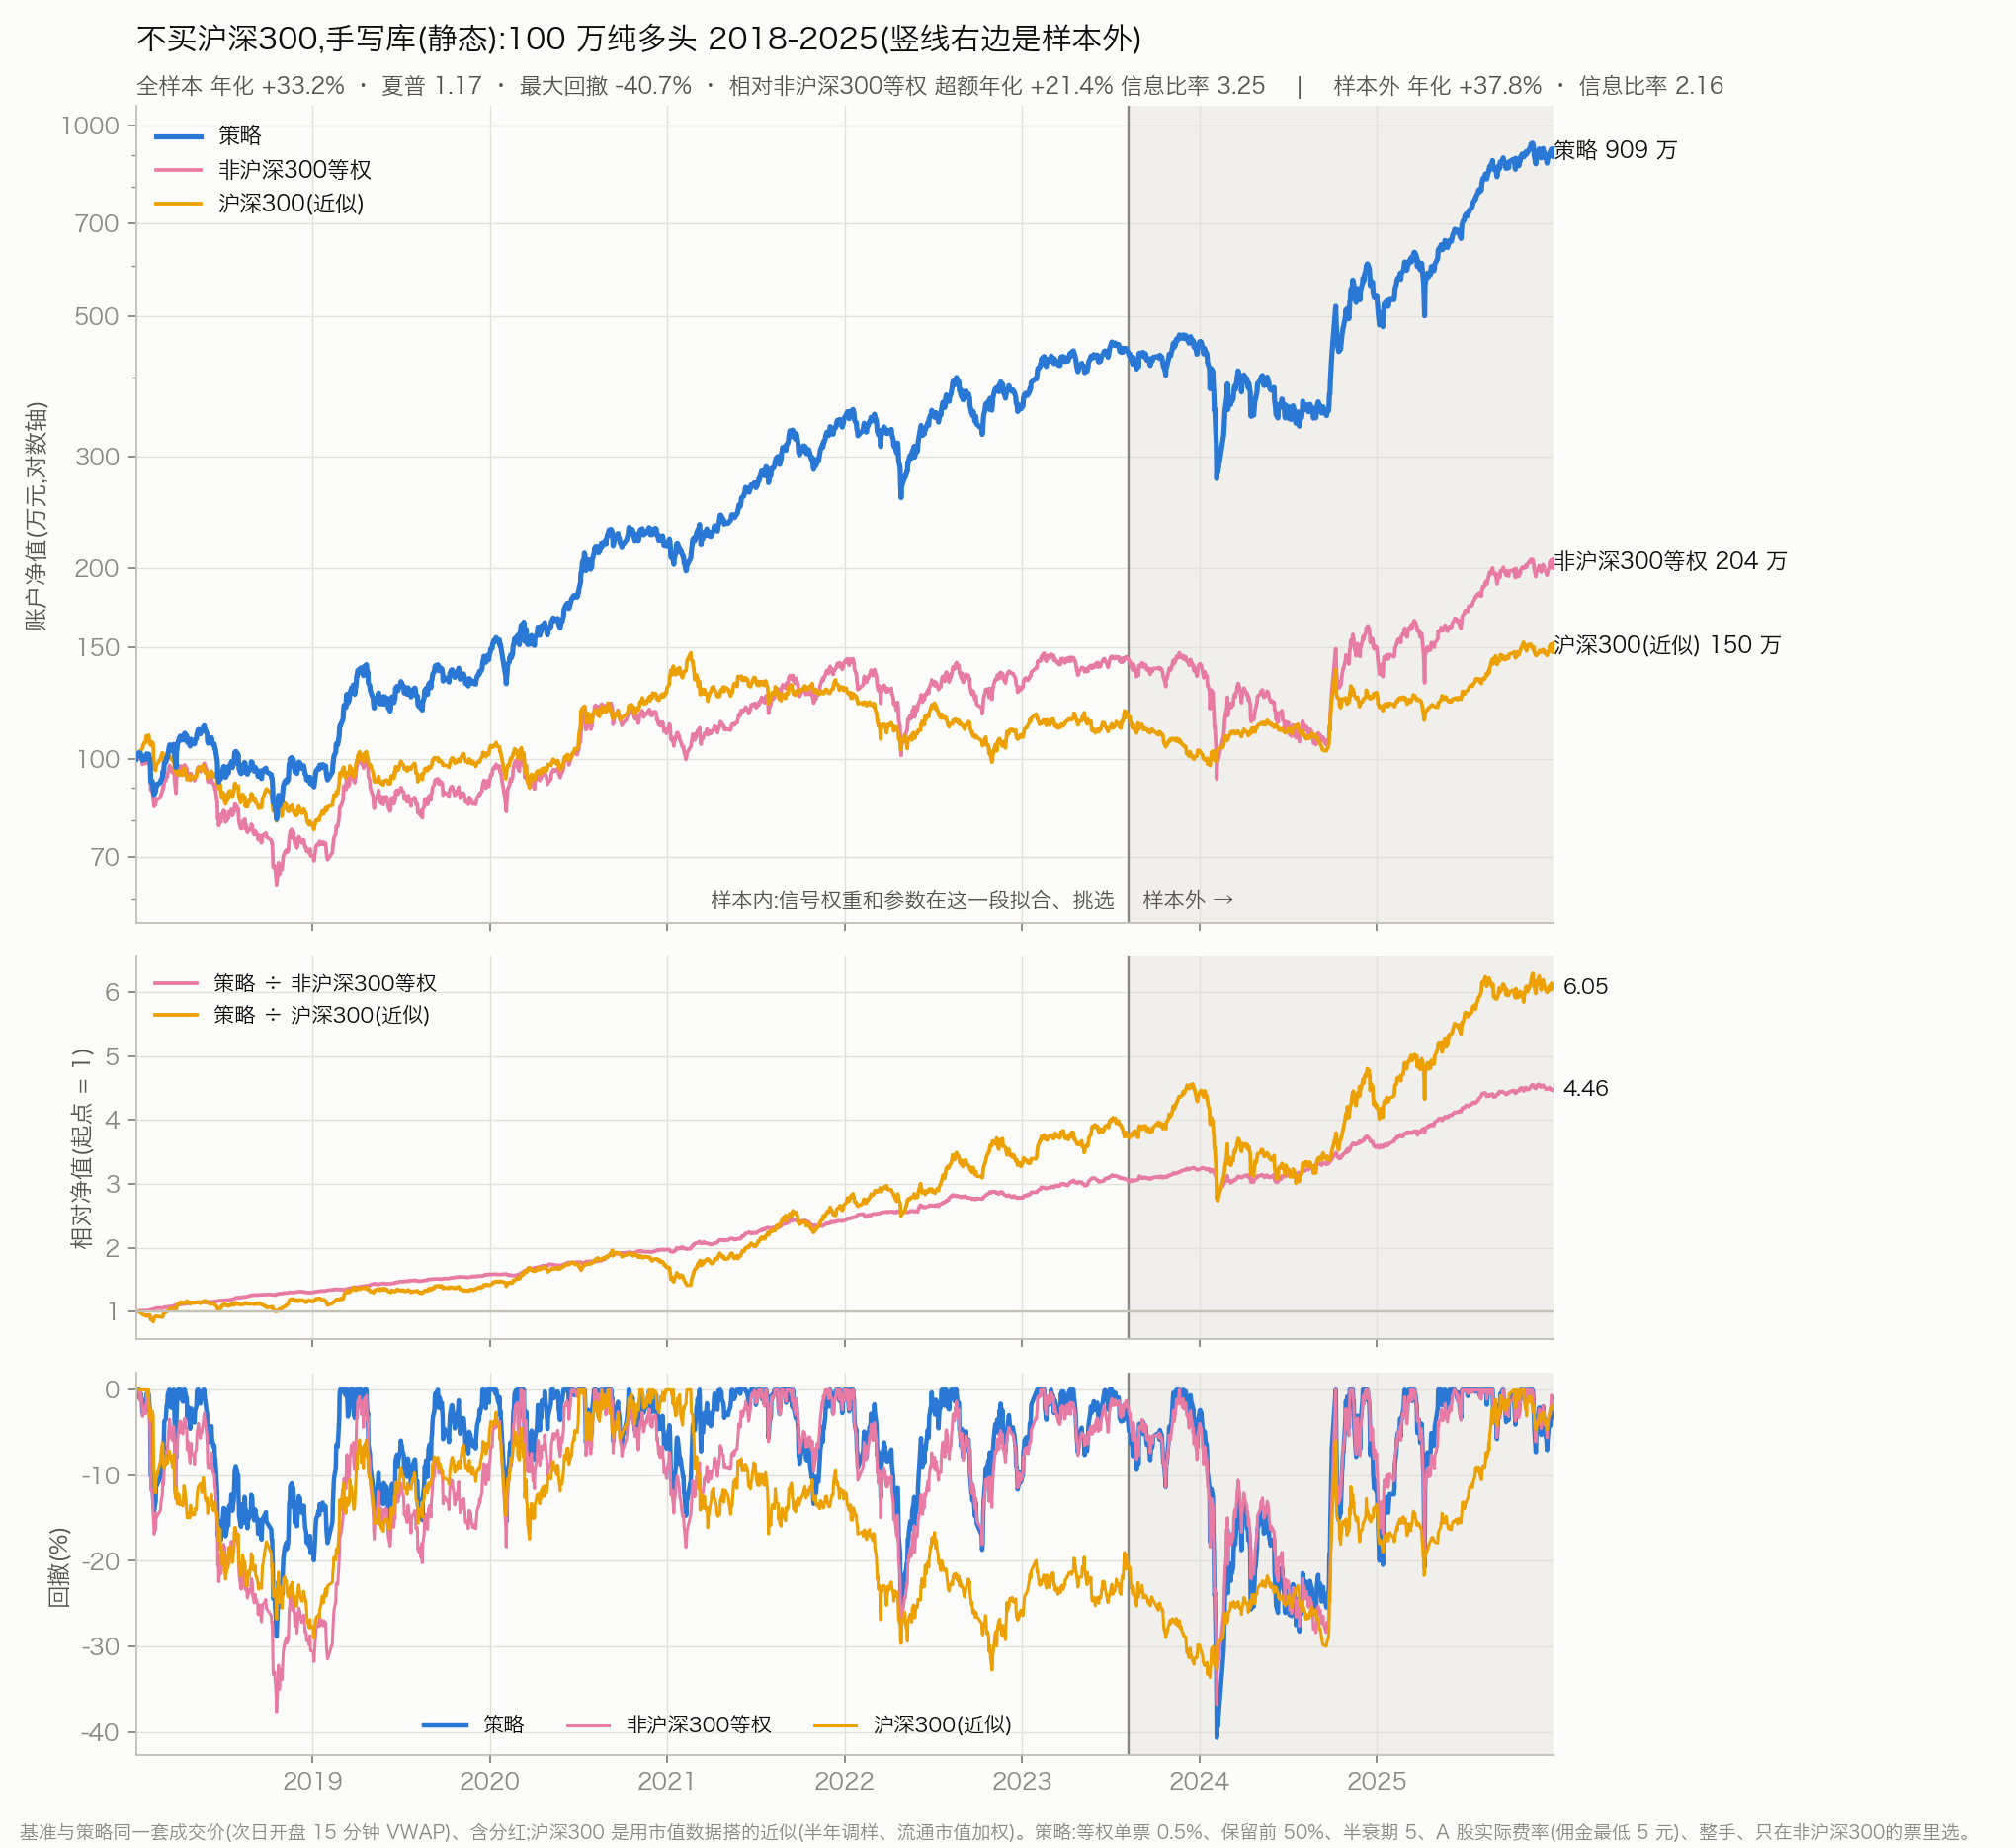 不买沪深300,手写库(静态):100 万纯多头 2018-2025(竖线右边是样本外)
全样本 年化 +33.2% · 夏普 1.17 · 最大回撤 -40.7% · 相对非沪深300等权 超额年化 +21.4% 信息比率 3.25 | 样本外 年化 +37.8% · 信息比率 2.16
账户净值(万元,对数轴)
1000
700
500
300
200
150
100
70
策略
非沪深300等权
沪深300(近似)
策略 909 万
非沪深300等权 204 万
沪深300(近似) 150 万
样本内:信号权重和参数在这一段拟合、挑选
样本外 →
相对净值(起点 = 1)
6
5
4
3
2
1
策略 ÷ 非沪深300等权
策略 ÷ 沪深300(近似)
6.05
4.46
回撤(%)
0
-10
-20
-30
-40
策略 非沪深300等权 沪深300(近似)
2019 2020 2021 2022 2023 2024 2025
基准与策略同一套成交价(次日开盘 15 分钟 VWAP)、含分红;沪深300 是用市值数据搭的近似(半年调样、流通市值加权)。策略:等权单票 0.5%、保留前 50%、半衰期 5、A 股实际费率(佣金最低 5 元)、整手、只在非沪深300的票里选。